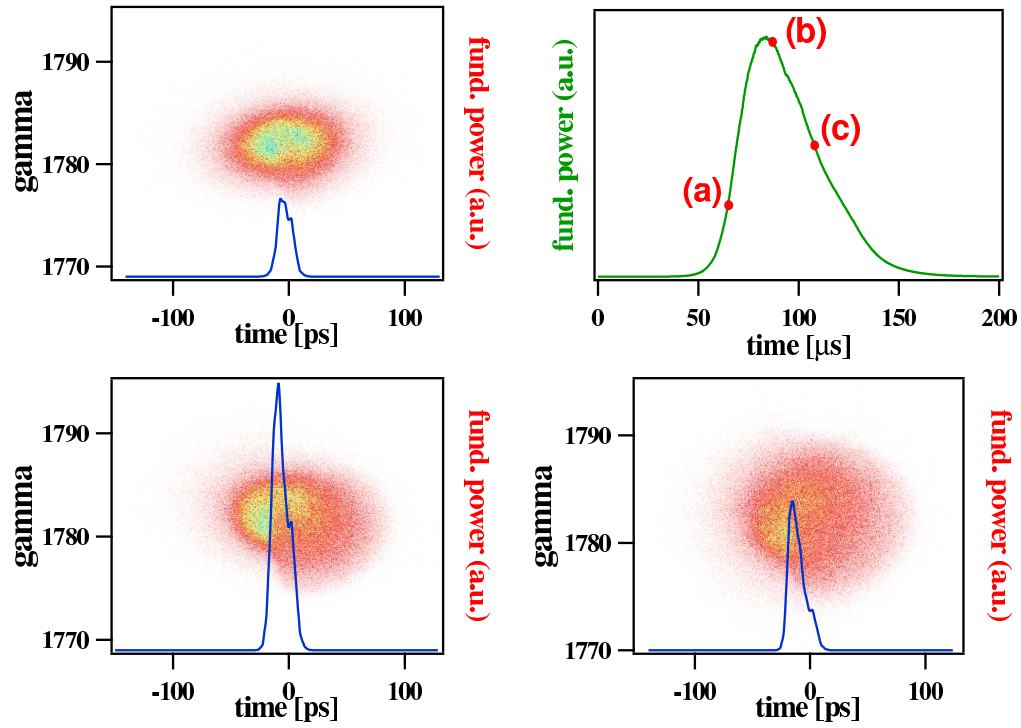 1790
1780
1770
gamma
fund. power (a.u.)
-100
0
100
time [ps]
fund. power (a.u.)
(a)
(b)
(c)
0
50
100
150
200
time [μs]
1790
1780
1770
gamma
fund. power (a.u.)
-100
0
100
time [ps]
1790
1780
1770
gamma
fund. power (a.u.)
-100
0
100
time [ps]